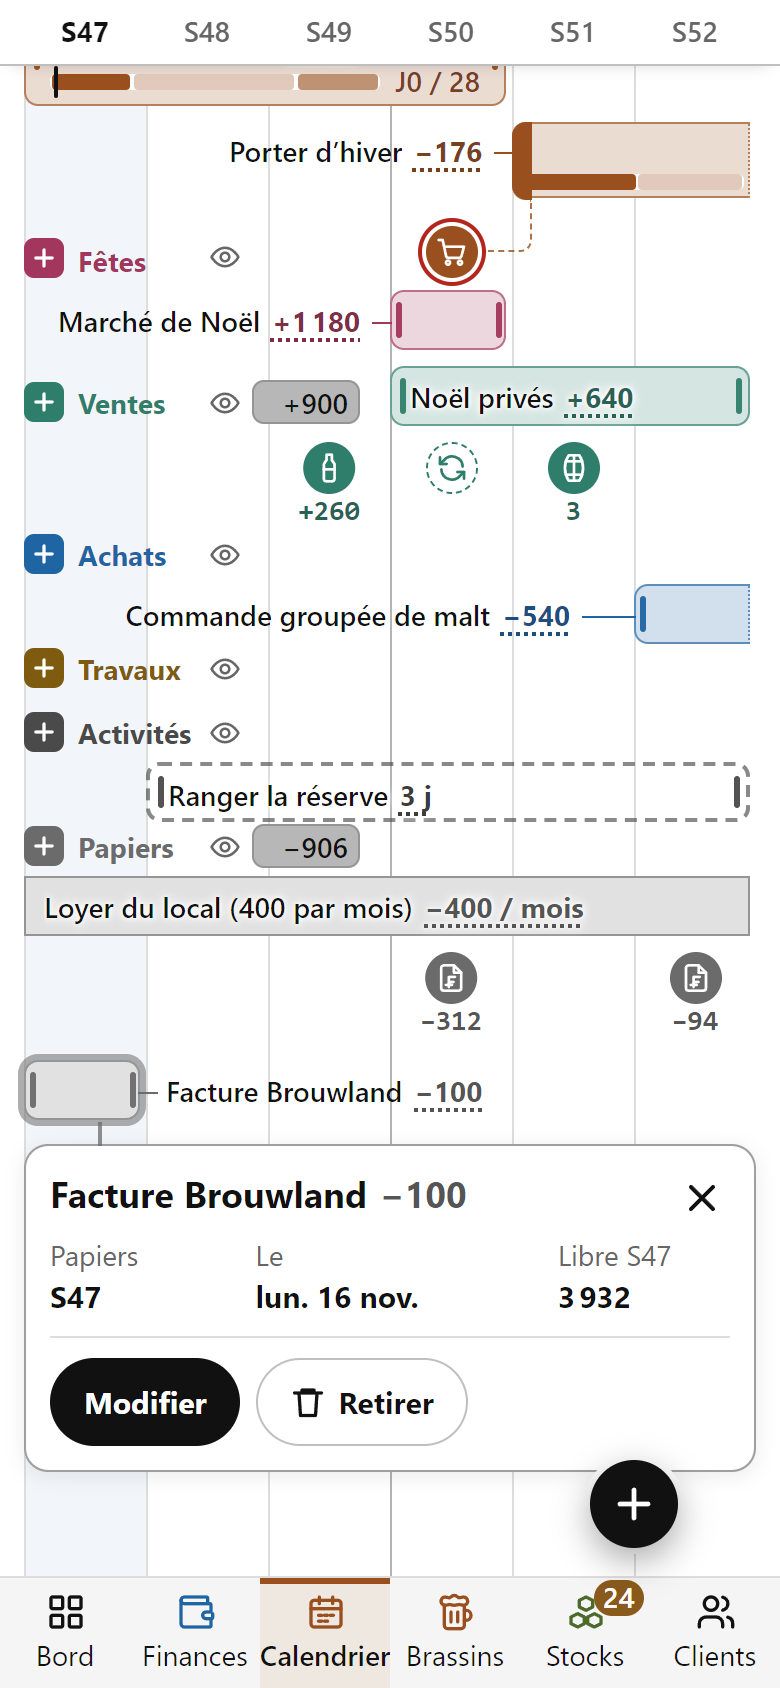 S47 S48 S49 S50 S51 S52
J0 / 28
Porter d’hiver −176
Fêtes
Marché de Noël +1 180
Ventes +900 Noël privés +640
+260 3
Achats
Commande groupée de malt −540
Travaux
Activités
Ranger la réserve 3 j
Papiers −906
Loyer du local (400 par mois) −400 / mois
−312 −94
Facture Brouwland −100
Facture Brouwland −100
Papiers Le Libre S47
S47 lun. 16 nov. 3 932
Modifier Retirer
24
Bord Finances Calendrier Brassins Stocks Clients